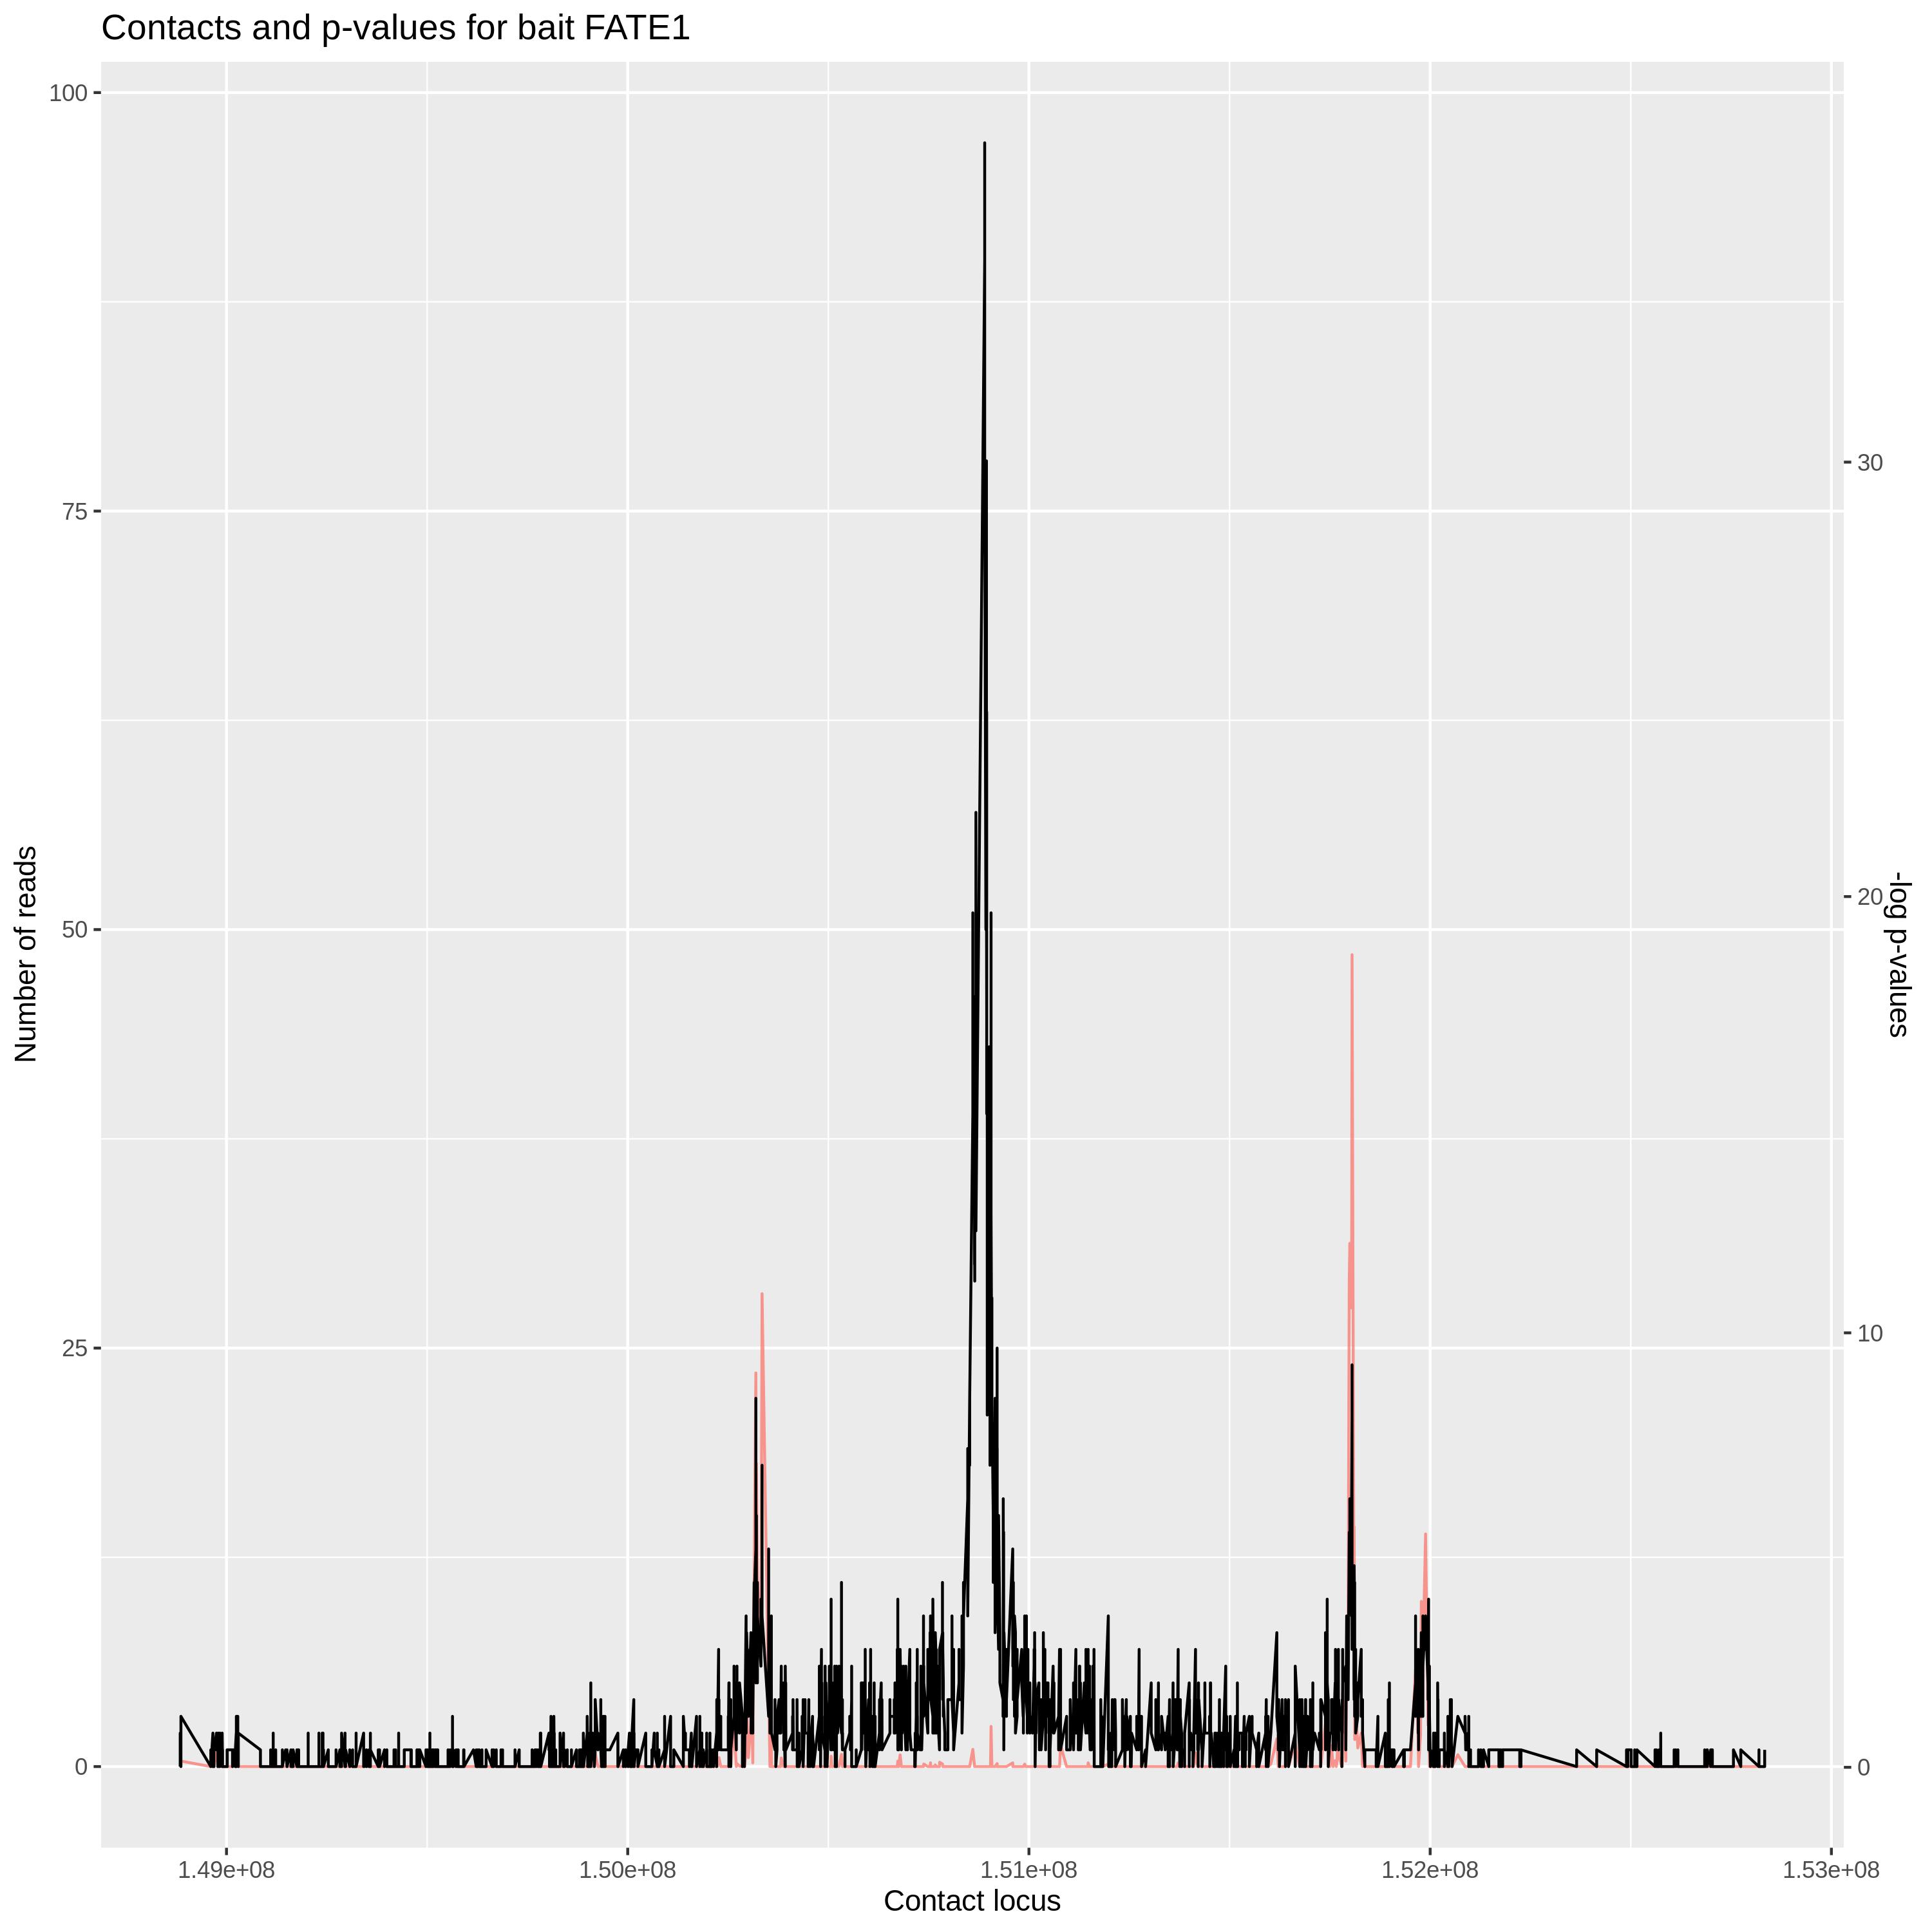 Contacts and p-values for bait FATE1
100
75
50
25
0
Number of reads
30
20
10
0
-log p-values
1.49e+08
1.50e+08
1.51e+08
1.52e+08
1.53e+08
Contact locus